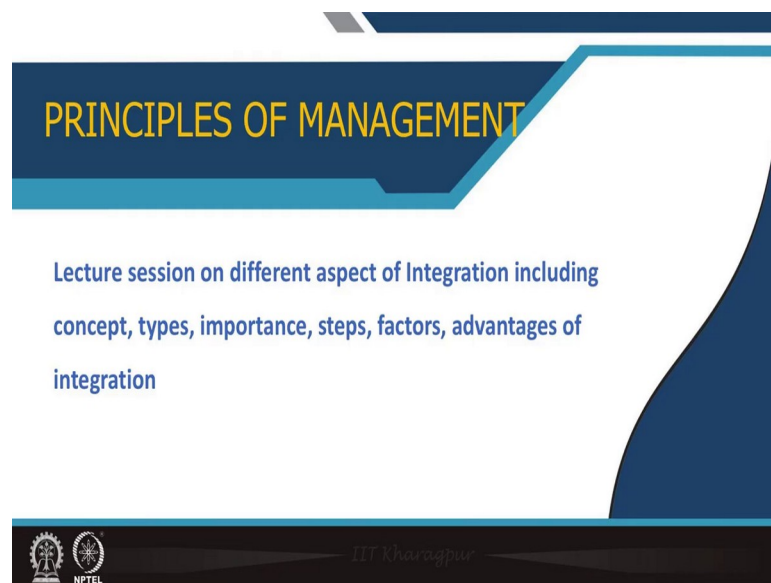 PRINCIPLES OF MANAGEMENT
Lecture session on different aspect of Integration including
concept, types, importance, steps, factors, advantages of
integration
IIT Kharagpur
NPTEL